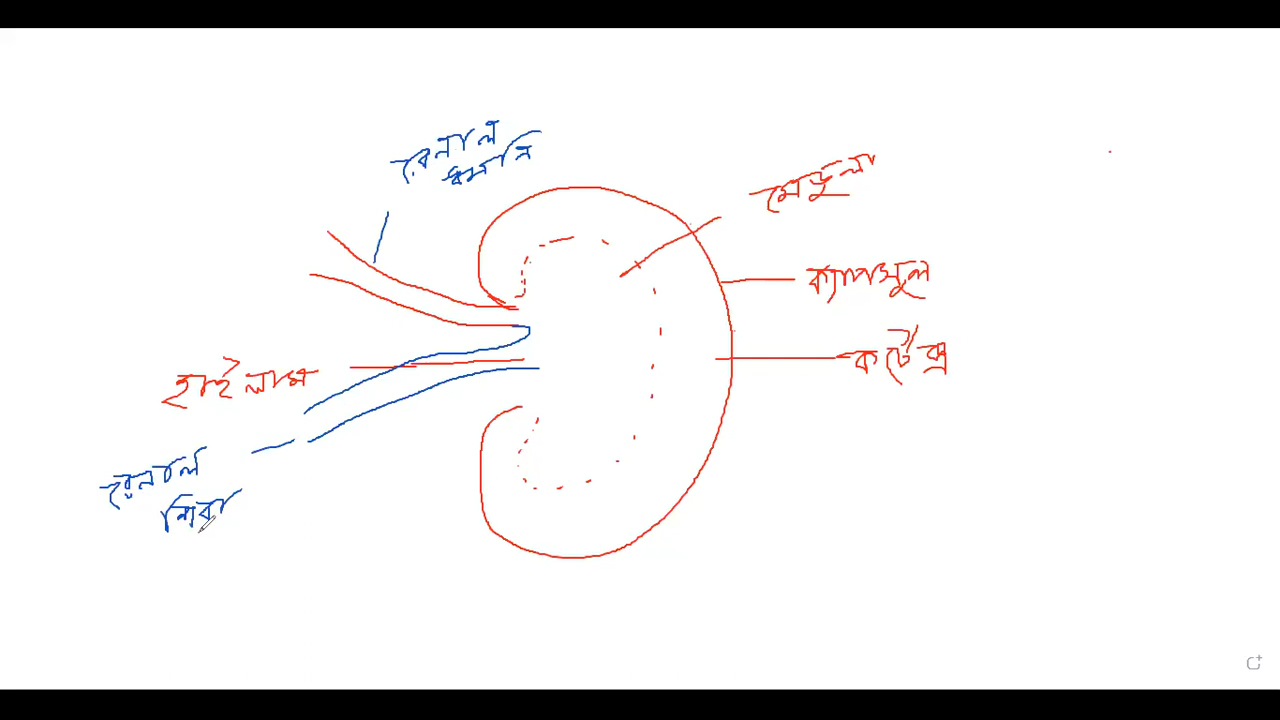 রেনাল
ধমনি
মেডুলা
ক্যাপসুল
কর্টেক্স
হাইলাম
রেনাল
শিরা